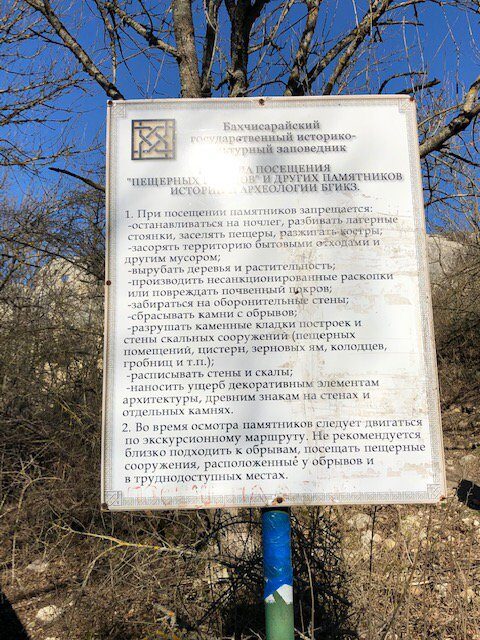 Бахчисарайский
государственный историко-
заповедник
ПОСЕЩЕНИЯ
"ПЕЩЕРНЫХ И ДРУГИХ ПАМЯТНИКОВ
АРХЕОЛОГИИ БГИКЗ.
1. При посещении памятников запрещается:
-останавливаться на ночлег, разбивать лагерные
стоянки, заселять пещеры, разжигать костры;
-засорять территорию бытовыми отходами и
другим мусором;
-вырубать деревья и растительность;
-производить несанкционированные раскопки
или повреждать почвенный покров;
-забираться на оборонительные стены;
-сбрасывать камни с обрывов;
-разрушать каменные кладки построек и
стены скальных сооружений (пещерных
помещений, цистерн, зерновых ям, колодцев,
гробниц и т.п.);
-расписывать стены и скалы;
-наносить ущерб декоративным элементам
архитектуры, древним знакам на стенах и
отдельных камнях.
2. Во время осмотра памятников следует двигаться
по экскурсионному маршруту. Не рекомендуется
близко подходить к обрывам, посещать пещерные
сооружения, расположенные у обрывов и
в труднодоступных местах.